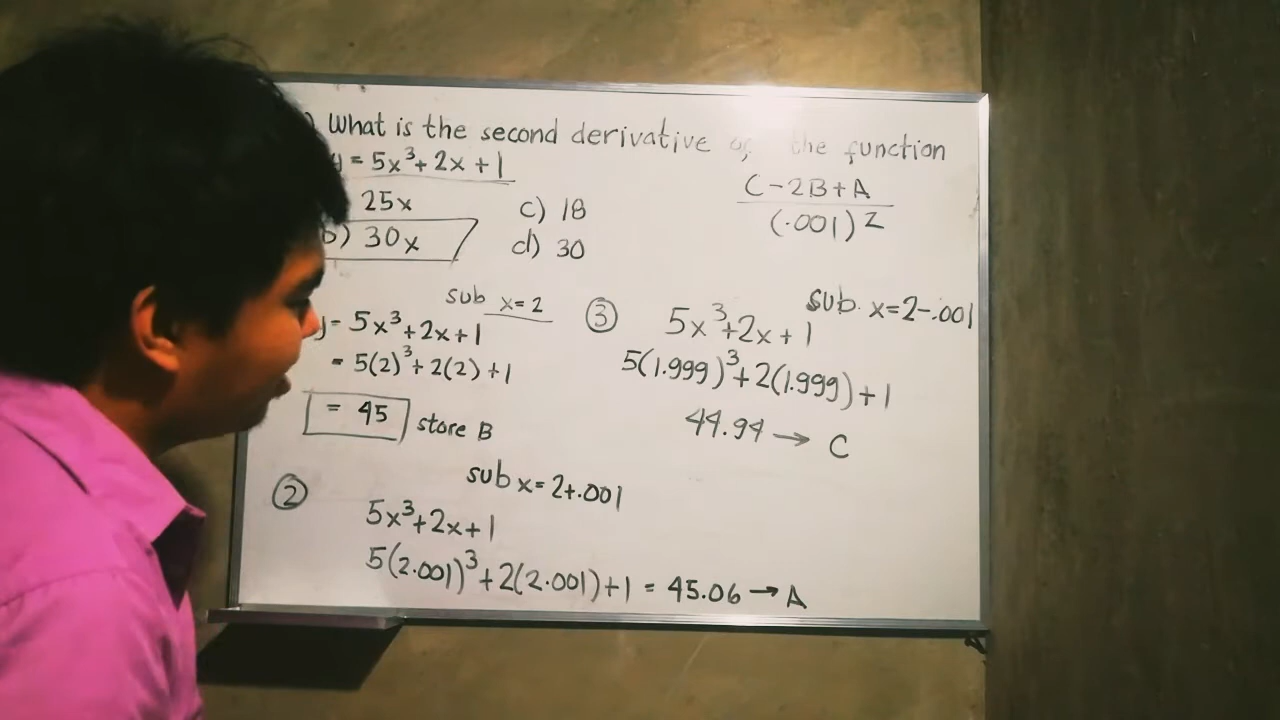 What is the second derivative of the function
y = 5x³ + 2x + 1
25x
c) 18
b) 30x
d) 30
C - 2B + A
(.001)²
sub x = 2
y = 5x³ + 2x + 1
= 5(2)³ + 2(2) + 1
= 45 store B
② sub x = 2+.001
5x³ + 2x + 1
5(2.001)³ + 2(2.001) + 1 = 45.06 → A
③ sub. x = 2-.001
5x³ + 2x + 1
5(1.999)³ + 2(1.999) + 1
44.94 → C